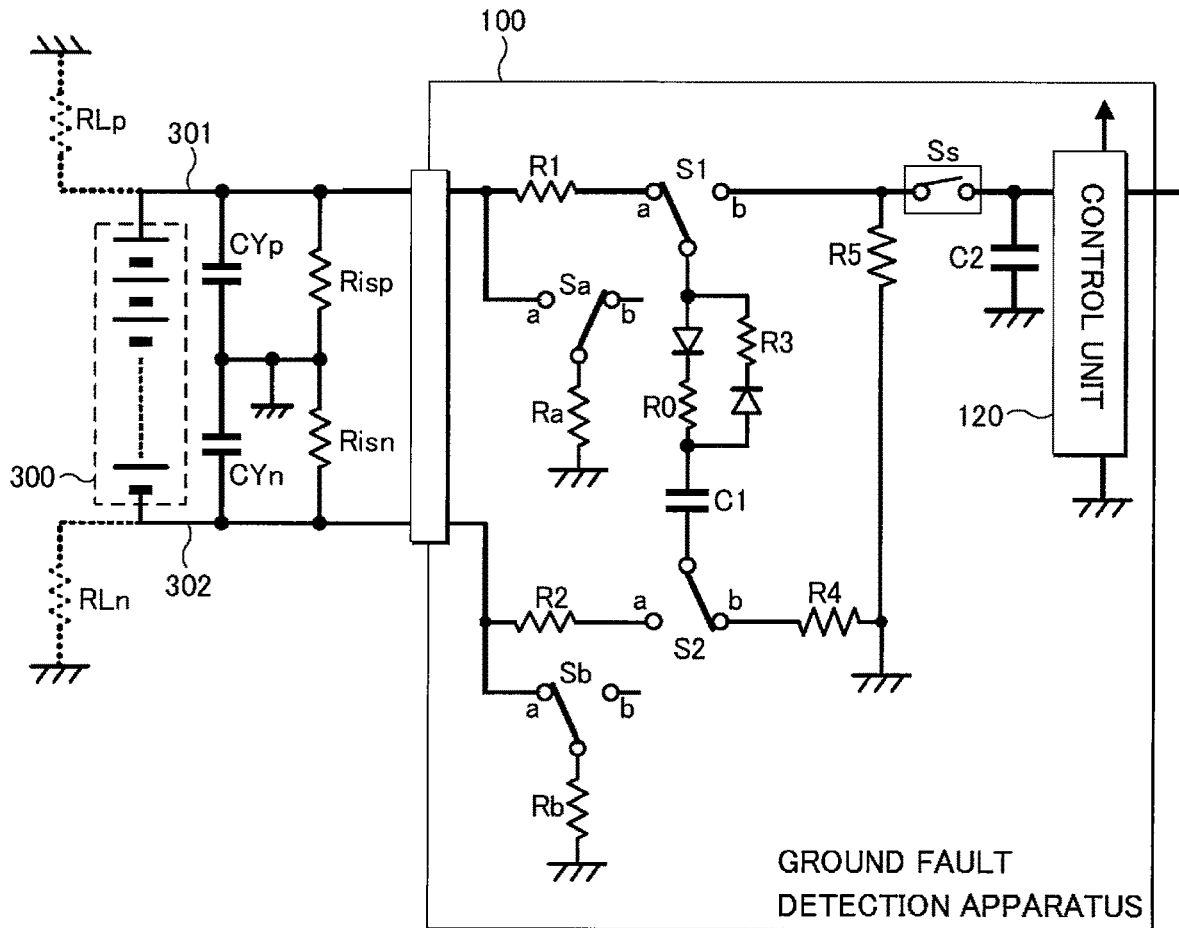 100
RLp
301
R1
S1
a
b
Ss
CYp
Risp
Sa
a
b
R5
C2
CONTROL UNIT
R3
Ra
R0
120
300
CYn
Risn
C1
302
RLn
R2
a
b
R4
S2
Sb
a
b
Rb
GROUND FAULT
DETECTION APPARATUS